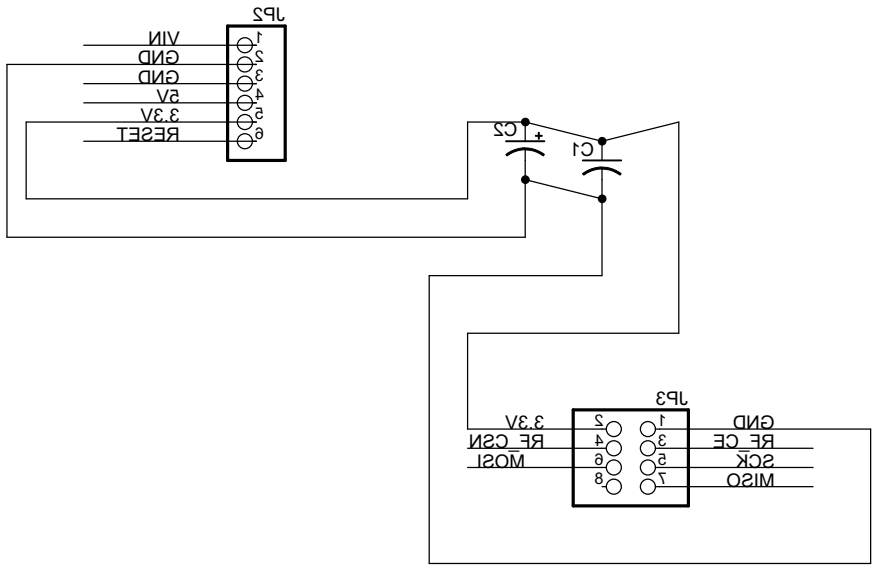 JP2
VIN 1
GND 2
GND 3
5V 4
3.3V 5
RESET 6
C2 +
C1
JP3
3.3V 2 1 GND
RF_CSN 4 3 RF_CE
MOSI 6 5 SCK
8 7 MISO